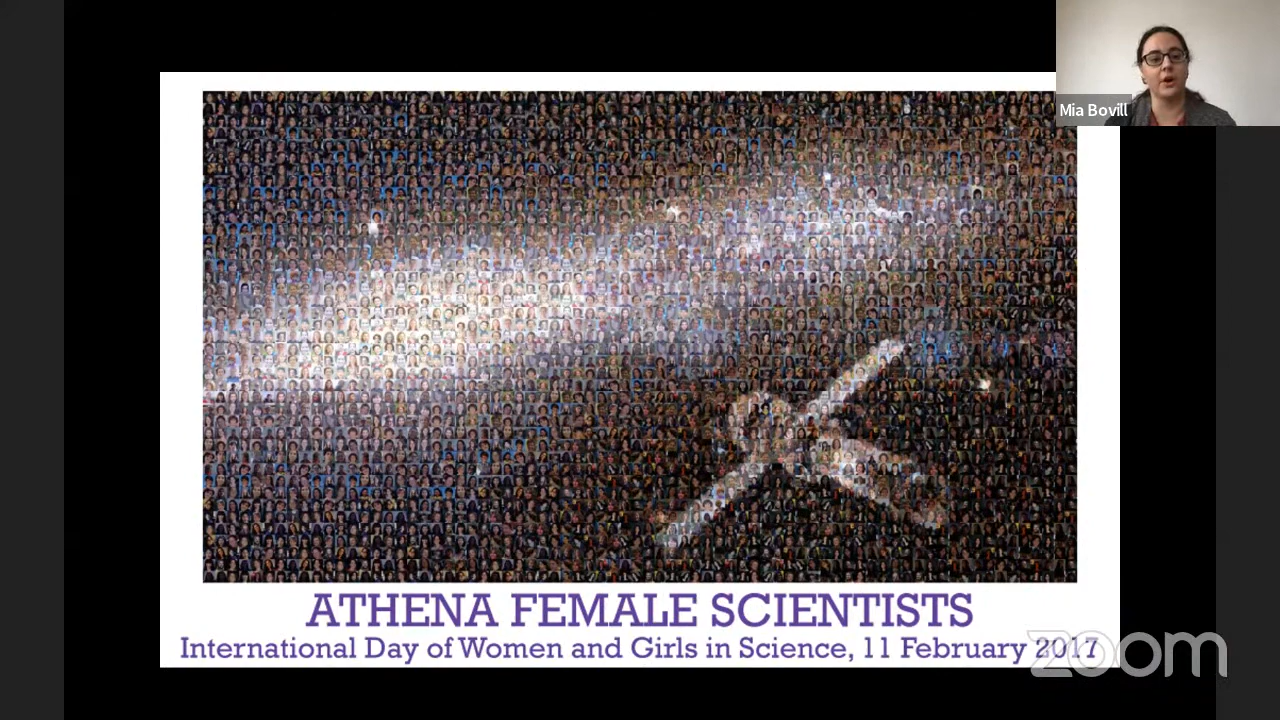 Mia Bovill
ATHENA FEMALE SCIENTISTS
International Day of Women and Girls in Science, 11 February 2017
zoom